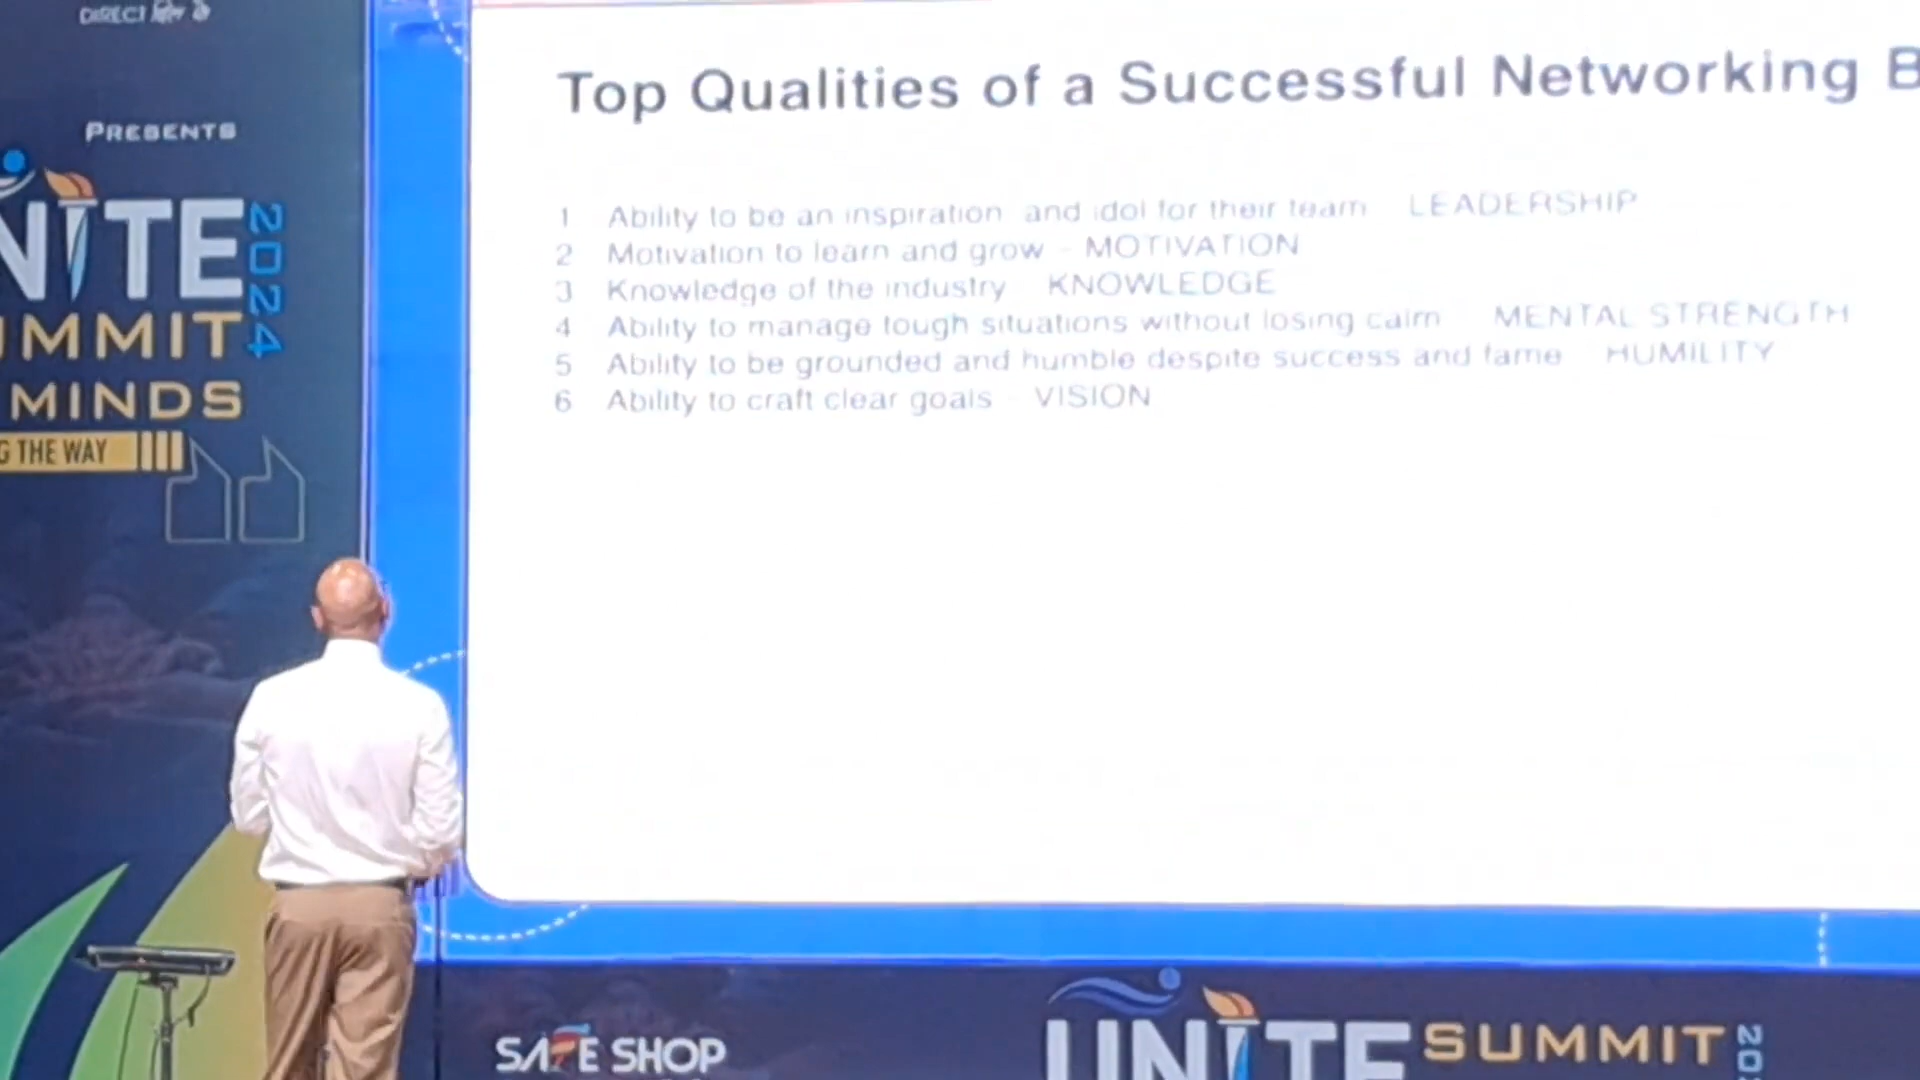 DIRECT
PRESENTS
NITE 2024
UMMIT
MINDS
G THE WAY
Top Qualities of a Successful Networking B
1 Ability to be an inspiration and idol for their team LEADERSHIP
2 Motivation to learn and grow - MOTIVATION
3 Knowledge of the industry KNOWLEDGE
4 Ability to manage tough situations without losing calm MENTAL STRENGTH
5 Ability to be grounded and humble despite success and fame HUMILITY
6 Ability to craft clear goals - VISION
SAFE SHOP
UNITE SUMMIT 20